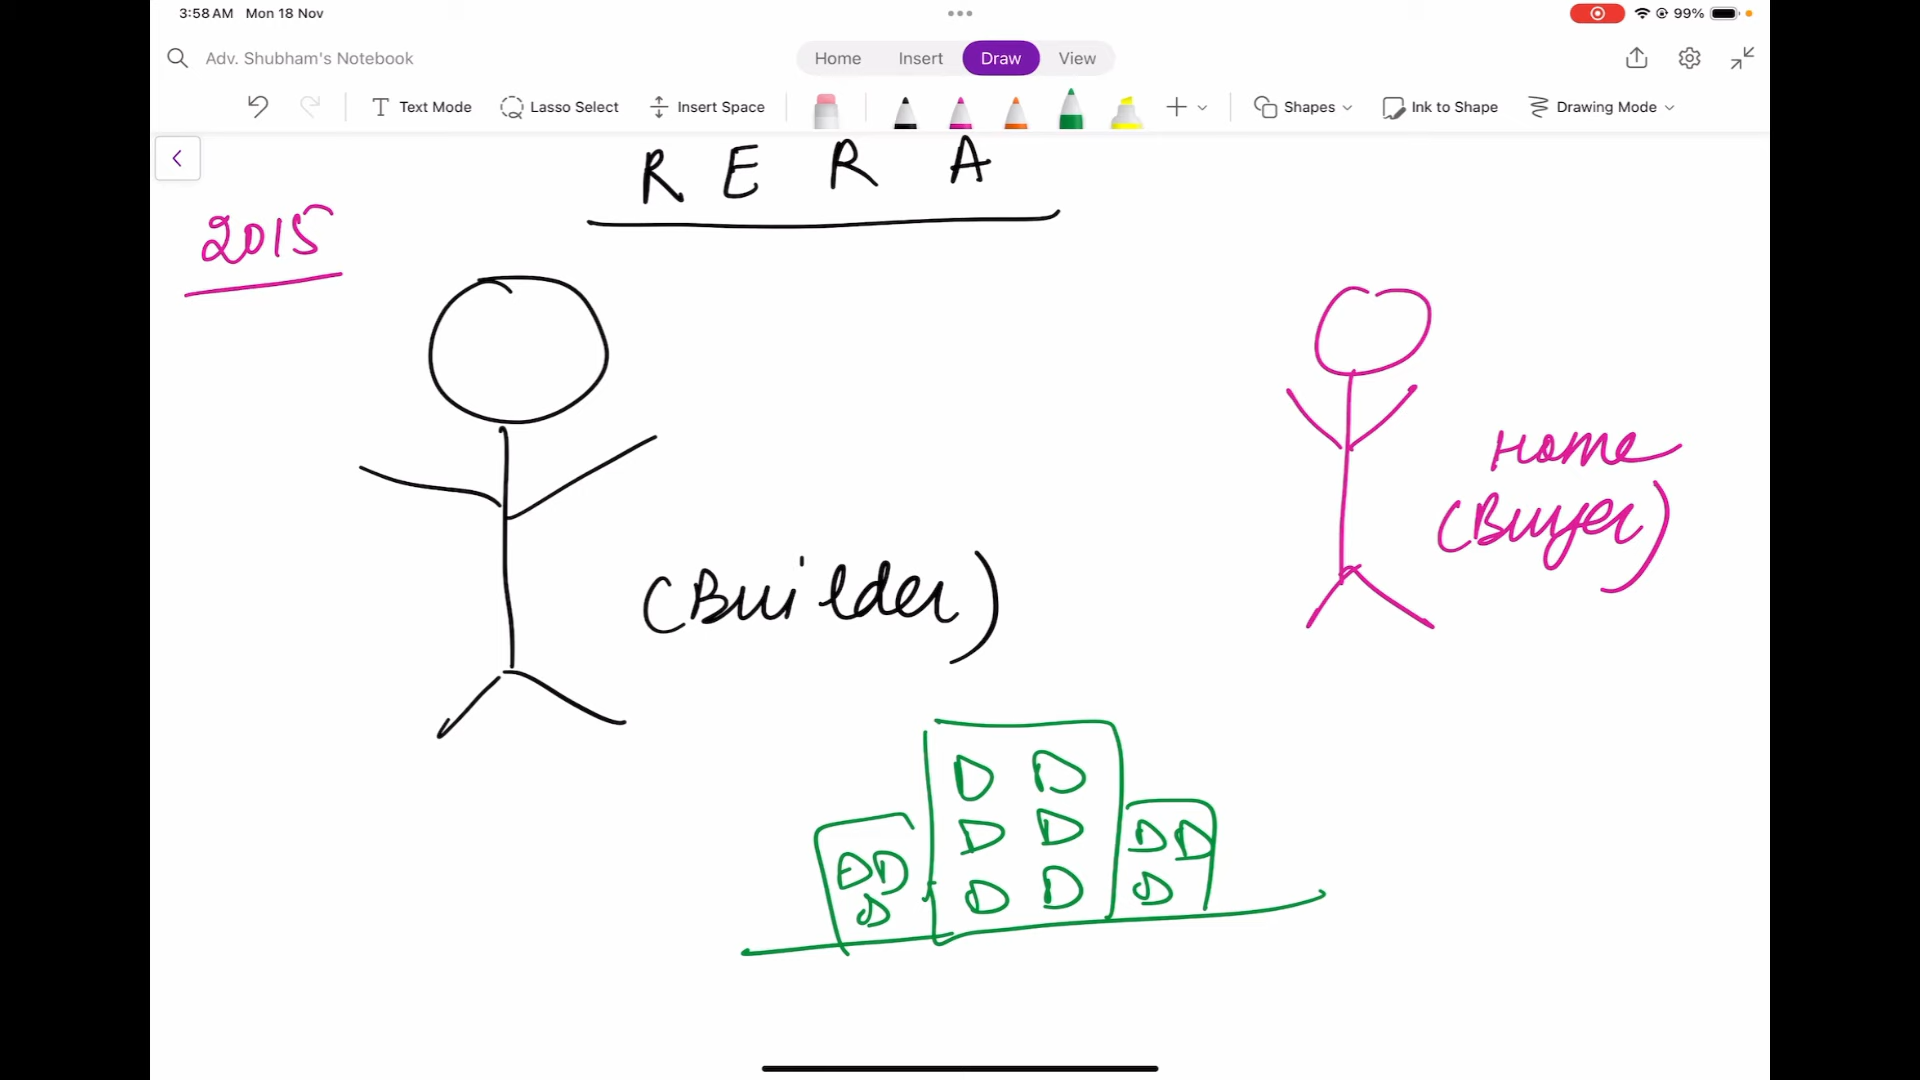 3:58 AM Mon 18 Nov
99%
Adv. Shubham's Notebook
Home Insert Draw View
Text Mode Lasso Select Insert Space Shapes Ink to Shape Drawing Mode
R E R A
2015
Home
(Buyer)
(Builder)
D D
D D
D D
D D
D
D D
D